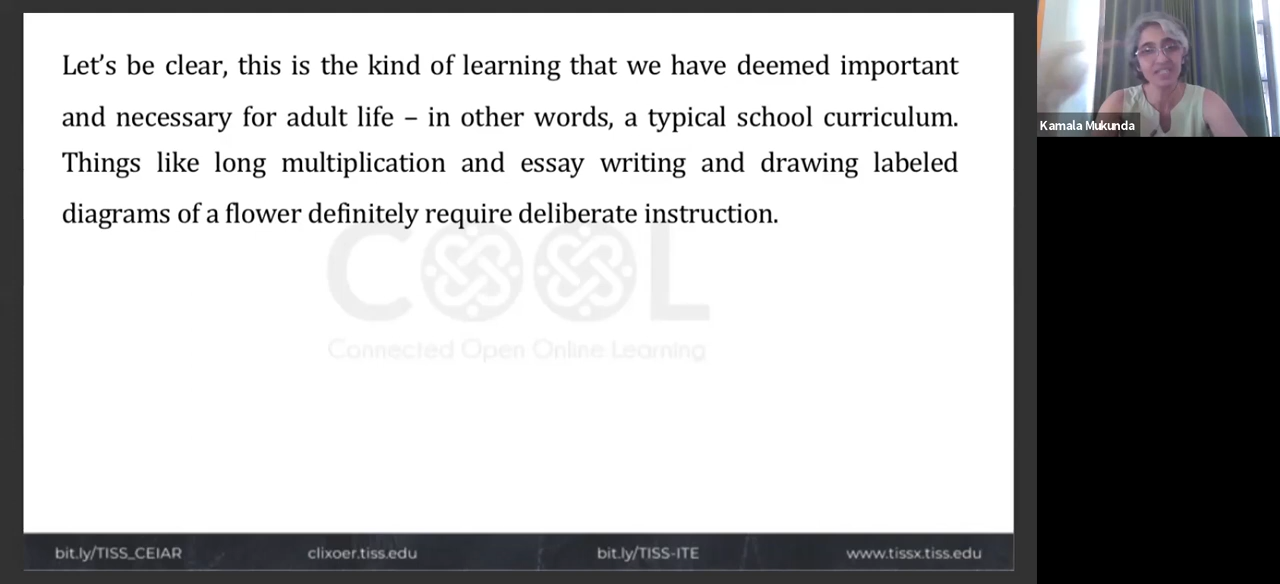 Let's be clear, this is the kind of learning that we have deemed important
and necessary for adult life – in other words, a typical school curriculum.
Things like long multiplication and essay writing and drawing labeled
diagrams of a flower definitely require deliberate instruction.
COOL
Connected Open Online Learning
bit.ly/TISS_CEIAR clixoer.tiss.edu bit.ly/TISS-ITE www.tissx.tiss.edu
Kamala Mukunda